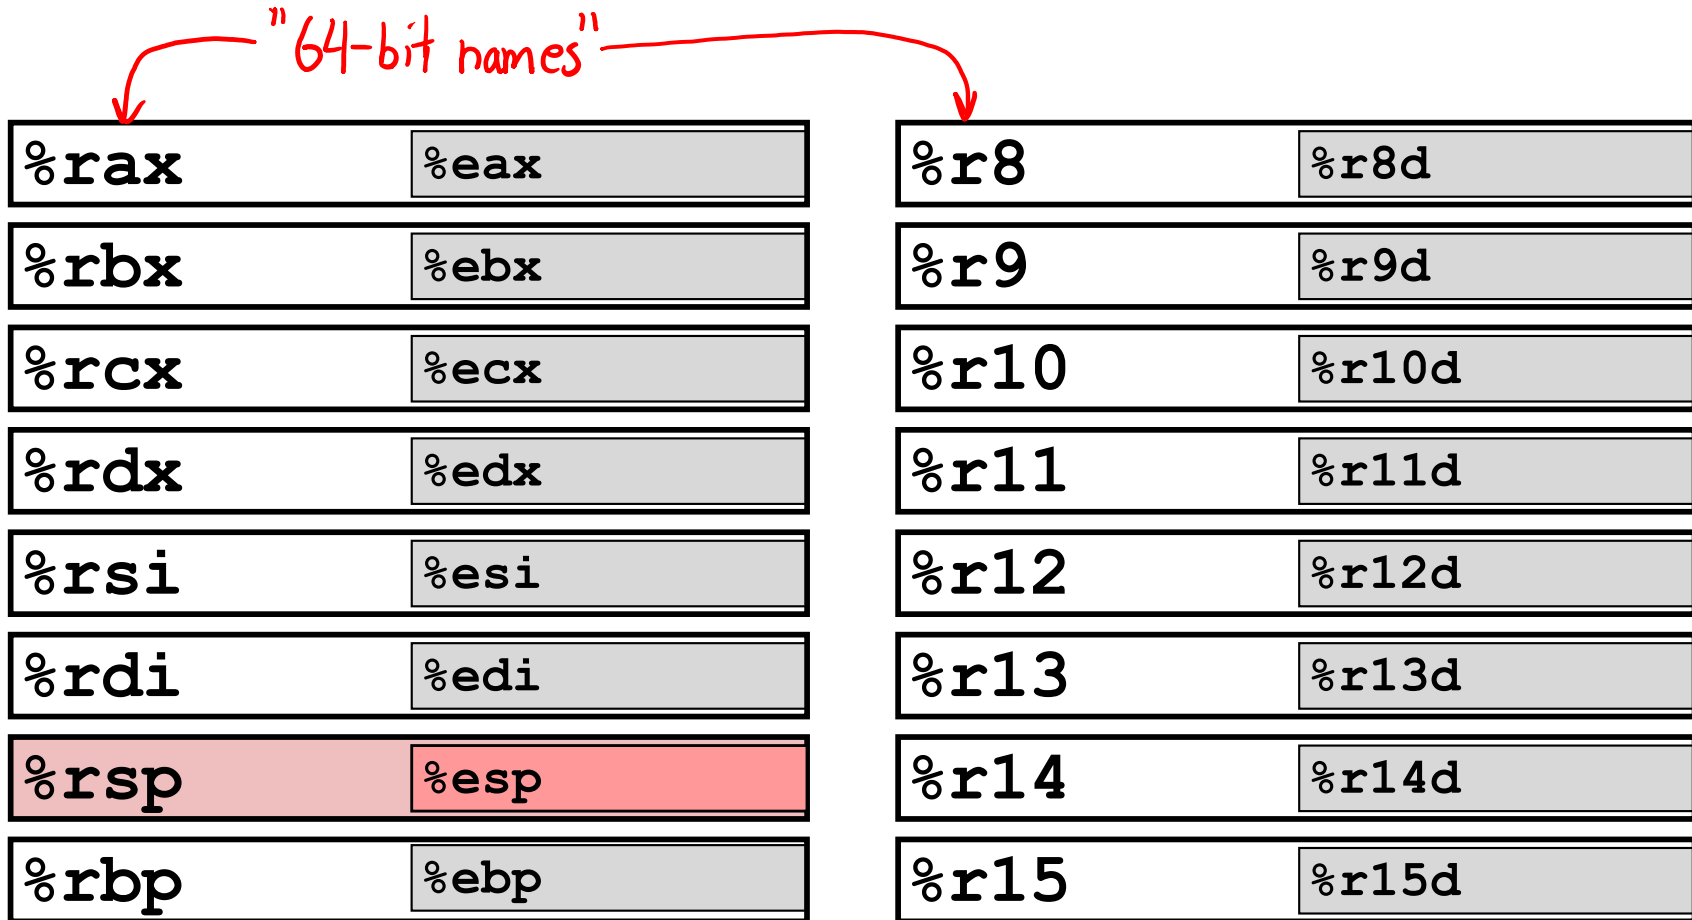 "64-bit names"
%rax %eax %r8 %r8d
%rbx %ebx %r9 %r9d
%rcx %ecx %r10 %r10d
%rdx %edx %r11 %r11d
%rsi %esi %r12 %r12d
%rdi %edi %r13 %r13d
%rsp %esp %r14 %r14d
%rbp %ebp %r15 %r15d